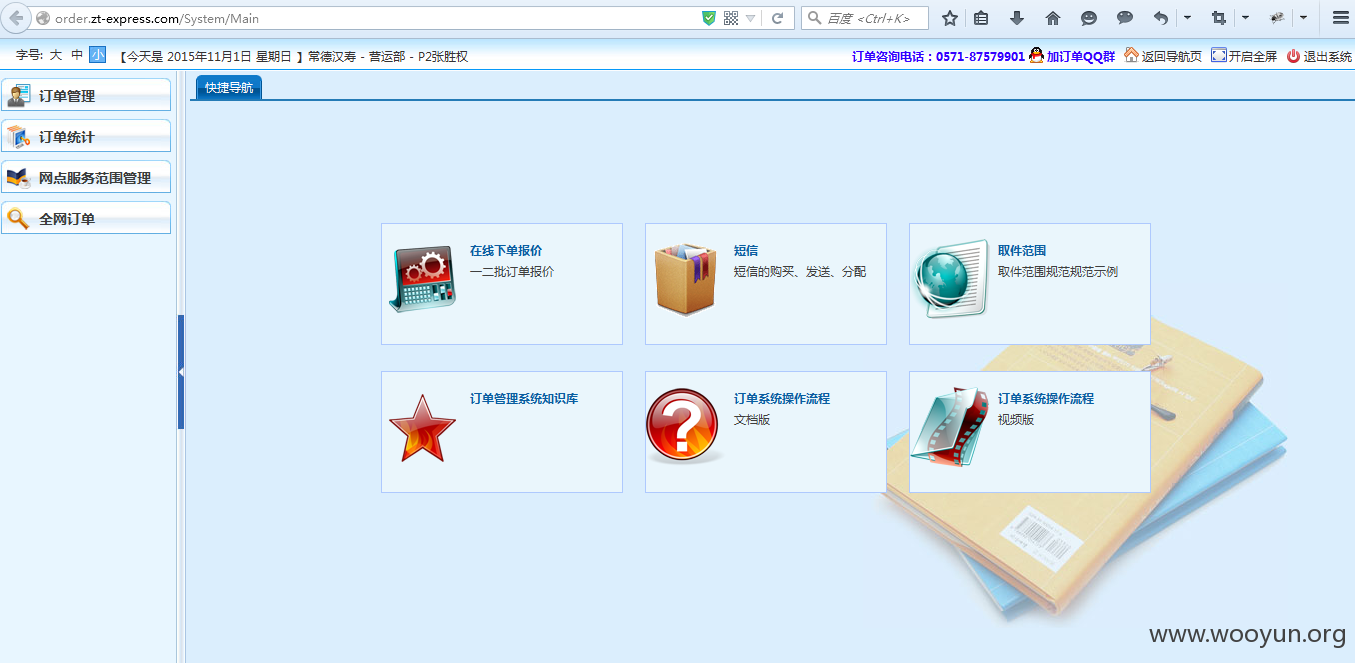 order.zt-express.com/System/Main
百度 <Ctrl+K>
字号: 大 中 小 【今天是 2015年11月1日 星期日 】常德汉寿 - 营运部 - P2张胜权
订单咨询电话：0571-87579901 加订单QQ群 返回导航页 开启全屏 退出系统
订单管理
订单统计
网点服务范围管理
全网订单
快捷导航
在线下单报价
一二批订单报价
短信
短信的购买、发送、分配
取件范围
取件范围规范规范示例
订单管理系统知识库
订单系统操作流程
文档版
订单系统操作流程
视频版
www.wooyun.org